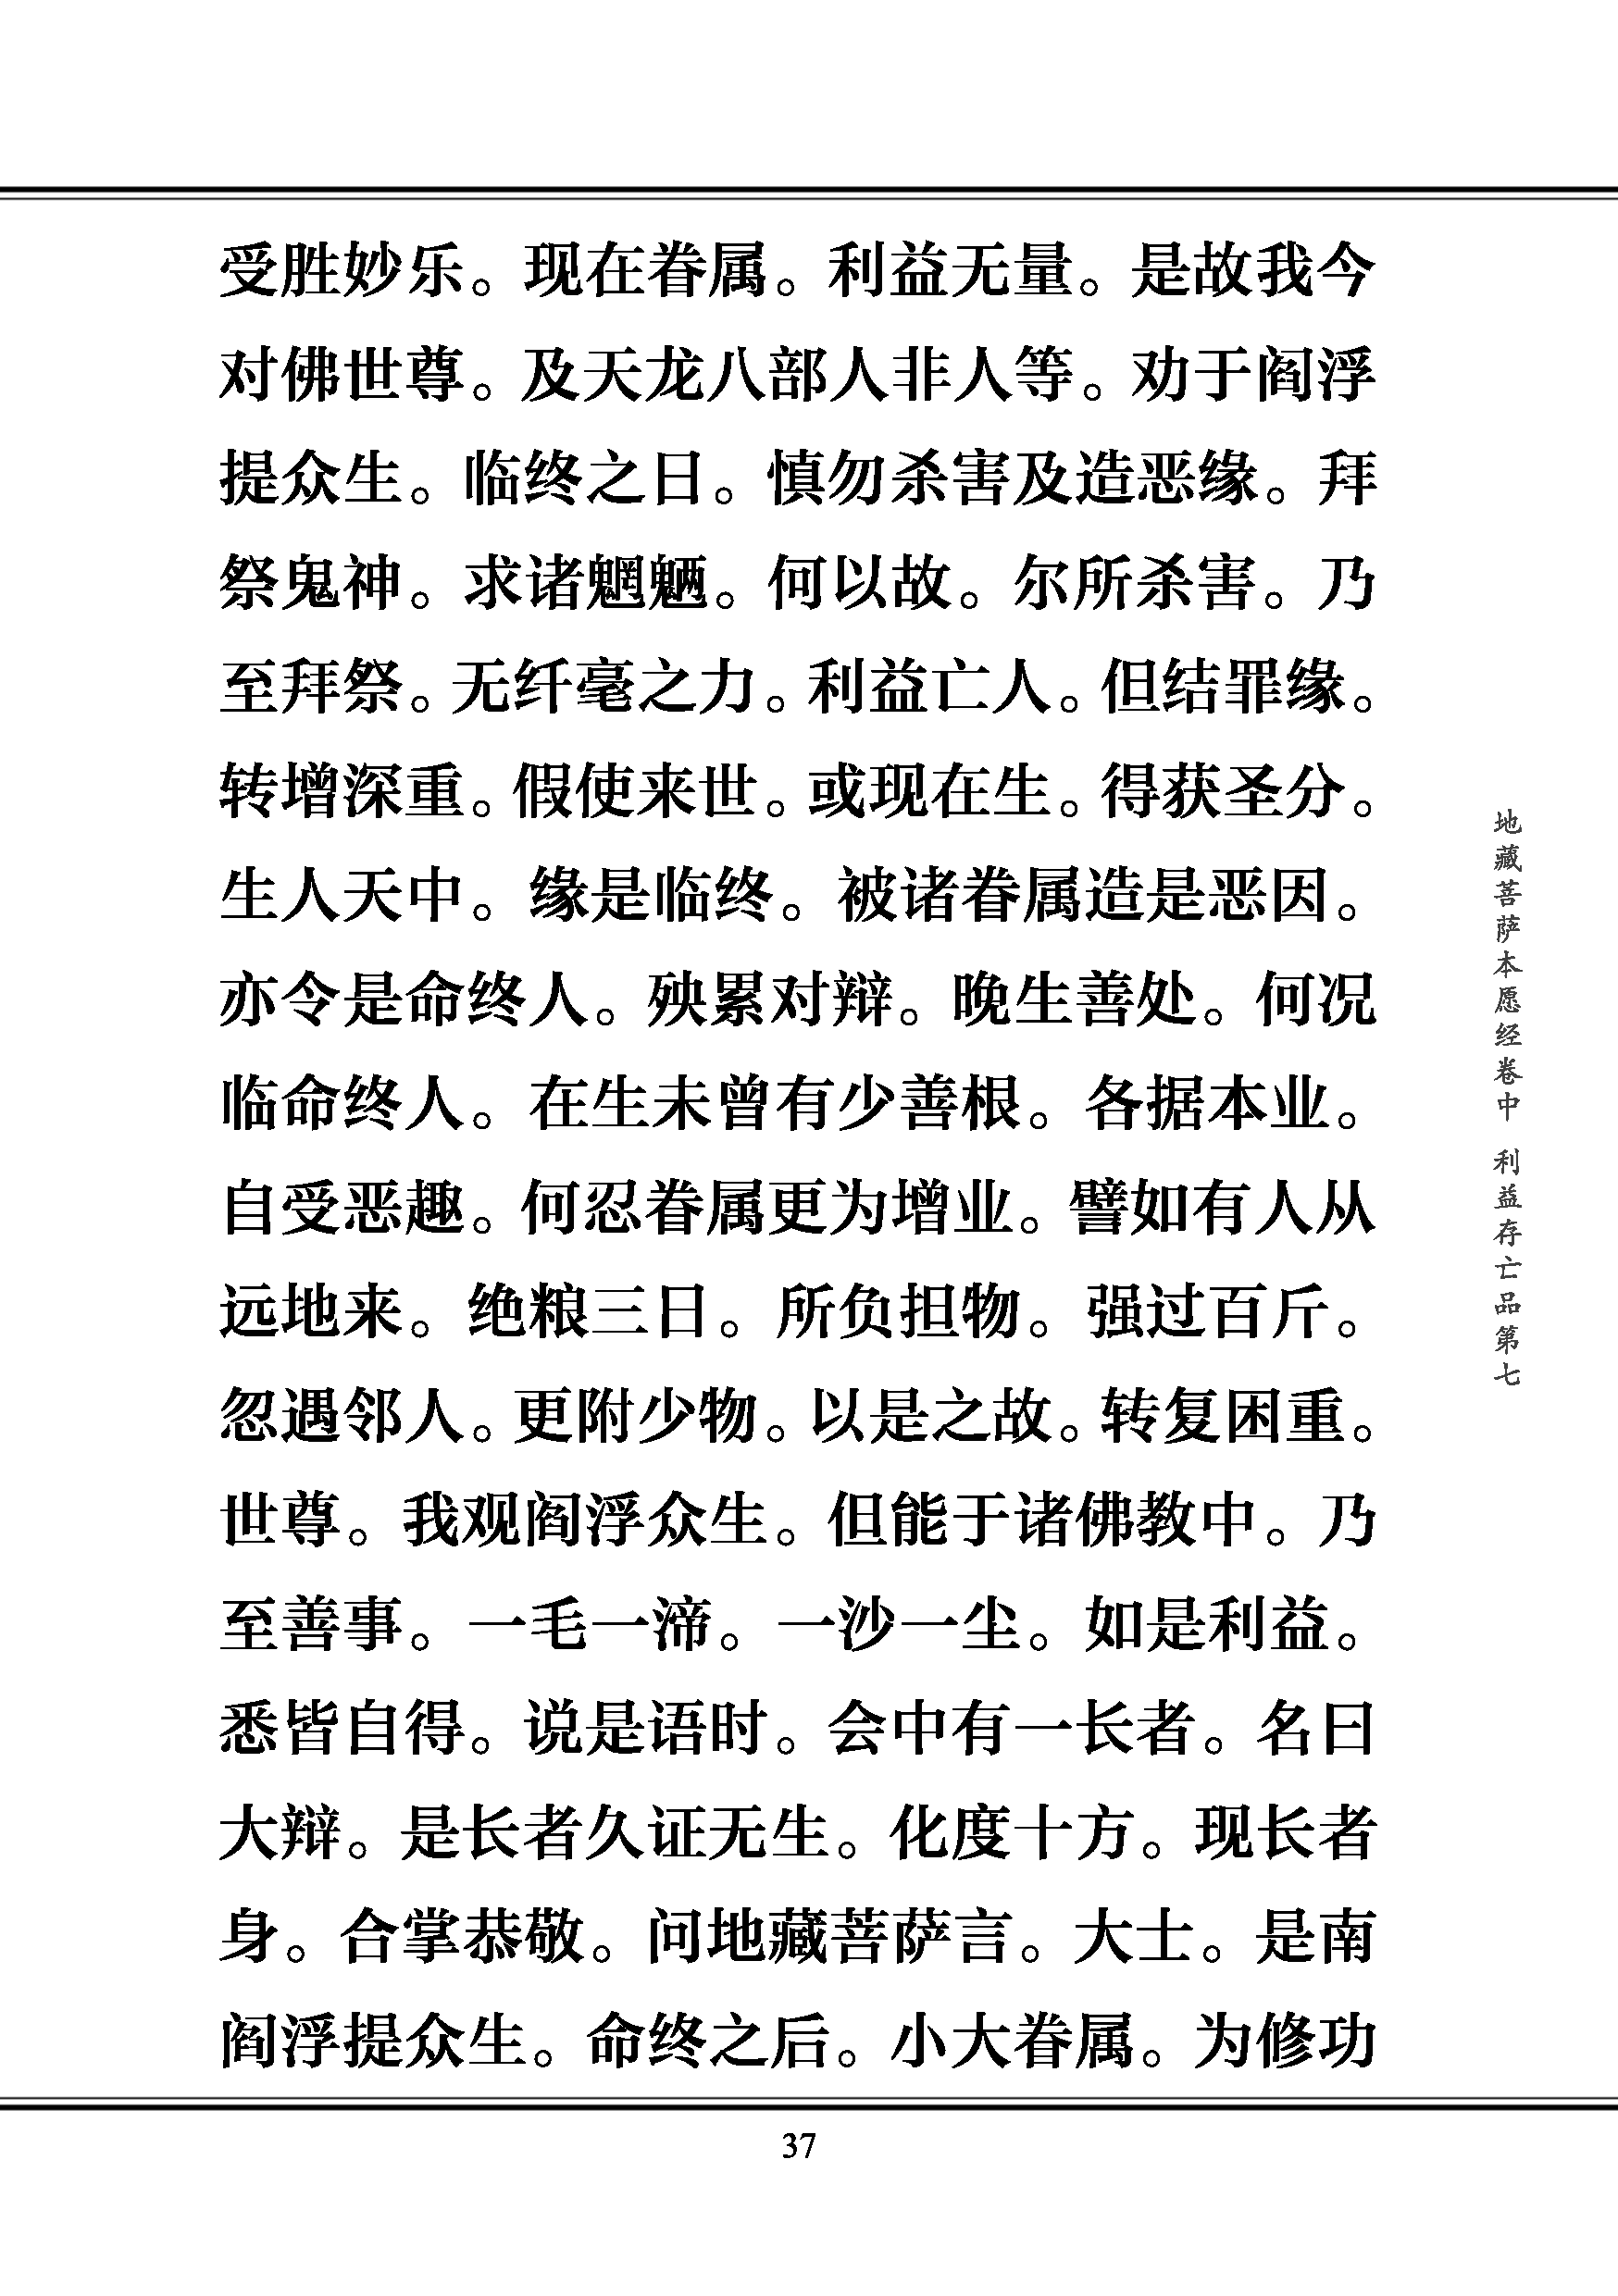 受胜妙乐。现在眷属。利益无量。是故我今
对佛世尊。及天龙八部人非人等。劝于阎浮
提众生。临终之日。慎勿杀害及造恶缘。拜
祭鬼神。求诸魍魉。何以故。尔所杀害。乃
至拜祭。无纤毫之力。利益亡人。但结罪缘。
转增深重。假使来世。或现在生。得获圣分。
生人天中。缘是临终。被诸眷属造是恶因。
亦令是命终人。殃累对辩。晚生善处。何况
临命终人。在生未曾有少善根。各据本业。
自受恶趣。何忍眷属更为增业。譬如有人从
远地来。绝粮三日。所负担物。强过百斤。
忽遇邻人。更附少物。以是之故。转复困重。
世尊。我观阎浮众生。但能于诸佛教中。乃
至善事。一毛一渧。一沙一尘。如是利益。
悉皆自得。说是语时。会中有一长者。名曰
大辩。是长者久证无生。化度十方。现长者
身。合掌恭敬。问地藏菩萨言。大士。是南
阎浮提众生。命终之后。小大眷属。为修功
地藏菩萨本愿经卷中 利益存亡品第七
37